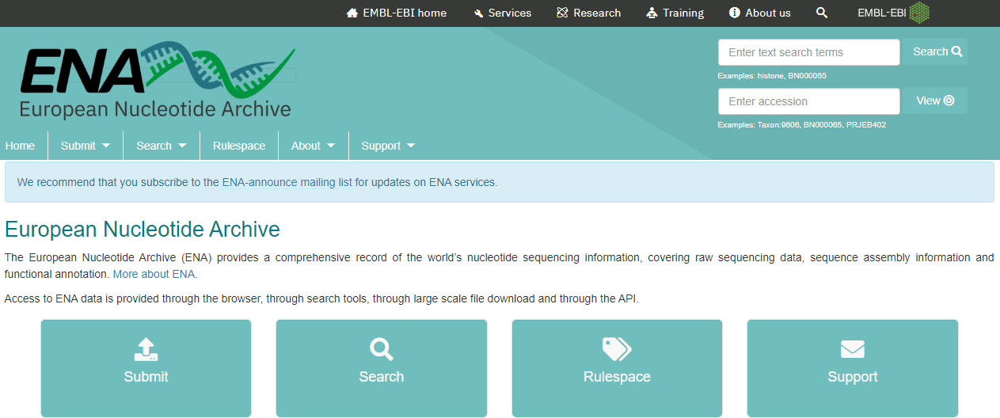 EMBL-EBI home Services Research Training About us EMBL-EBI
ENA
European Nucleotide Archive
Enter text search terms Search
Examples: histone, BN000065
Enter accession View
Examples: Taxon:9606, BN000065, PRJEB402
Home Submit Search Rulespace About Support
We recommend that you subscribe to the ENA-announce mailing list for updates on ENA services.
European Nucleotide Archive
The European Nucleotide Archive (ENA) provides a comprehensive record of the world’s nucleotide sequencing information, covering raw sequencing data, sequence assembly information and
functional annotation. More about ENA.
Access to ENA data is provided through the browser, through search tools, through large scale file download and through the API.
Submit Search Rulespace Support